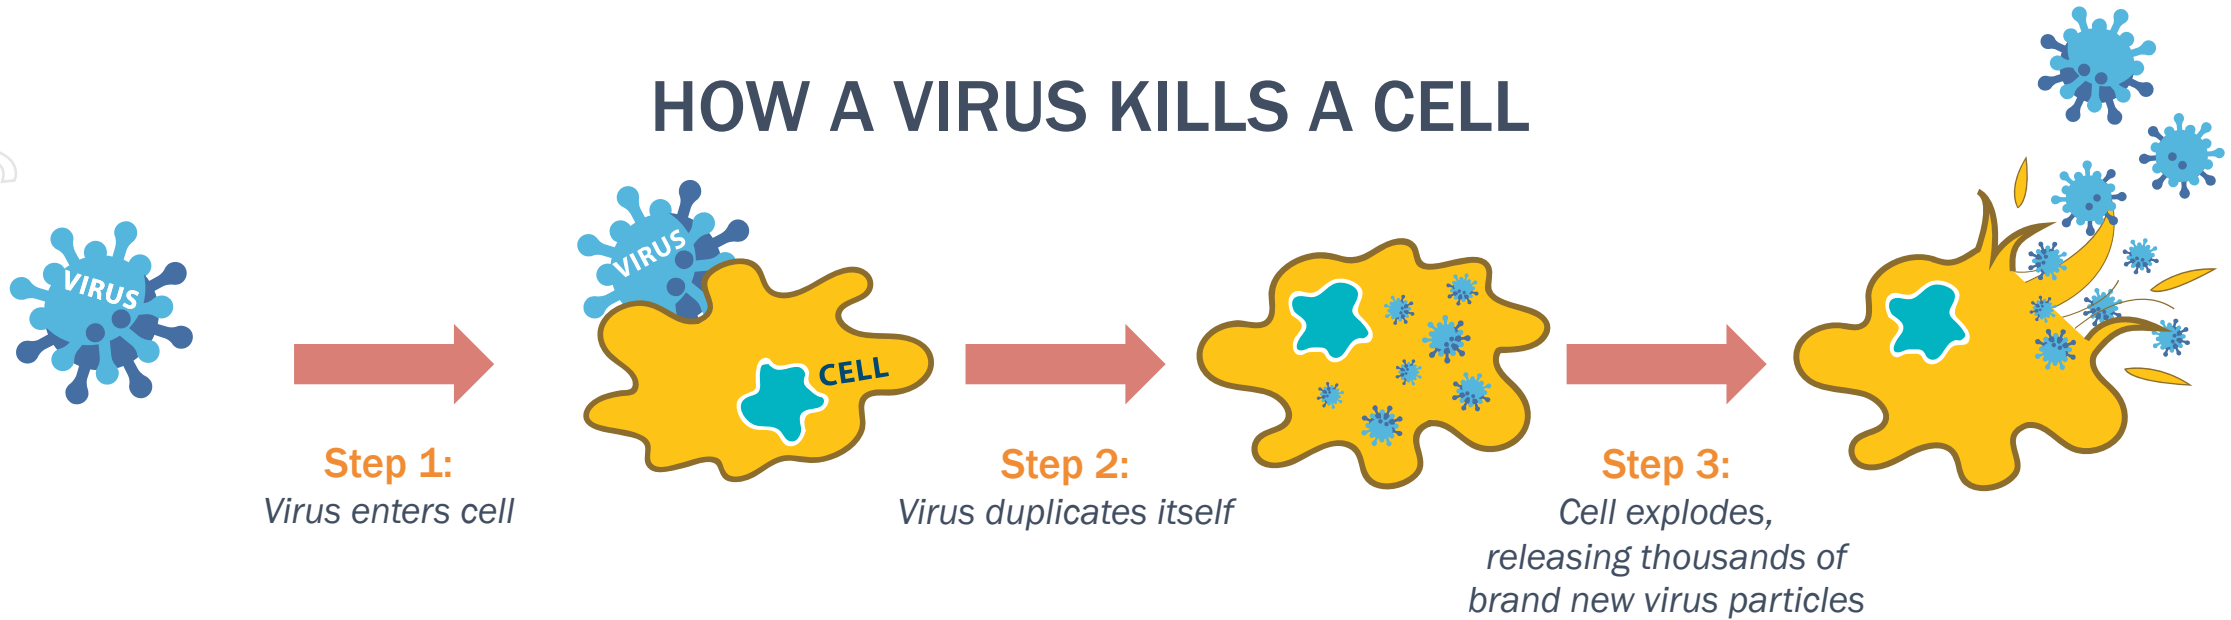 HOW A VIRUS KILLS A CELL
VIRUS
VIRUS
CELL
Step 1:
Virus enters cell
Step 2:
Virus duplicates itself
Step 3:
Cell explodes,
releasing thousands of
brand new virus particles